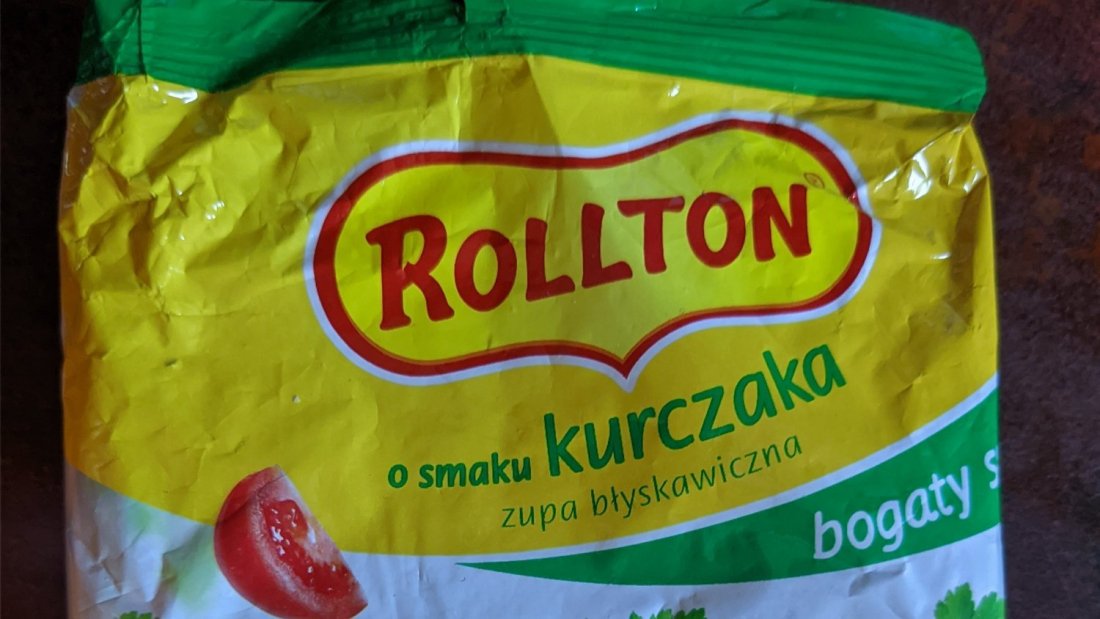 ROLLTON®
o smaku kurczaka
zupa błyskawiczna
bogaty s